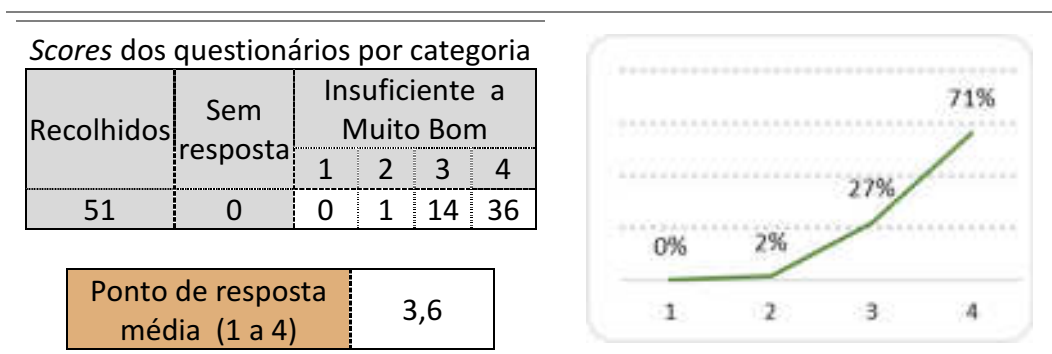 Scores dos questionários por categoria
Recolhidos
Sem
resposta
Insuficiente a
Muito Bom
1 2 3 4
51 0 0 1 14 36
Ponto de resposta
média (1 a 4)
3,6
71%
27%
2%
0%
1 2 3 4